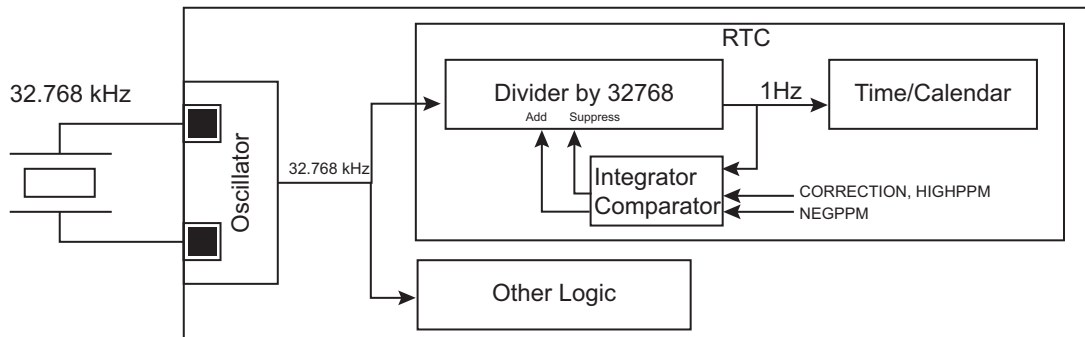 RTC
32.768 kHz
Divider by 32768
Add
Suppress
1Hz
Time/Calendar
Oscillator
32.768 kHz
Integrator
Comparator
CORRECTION, HIGHPPM
NEGPPM
Other Logic